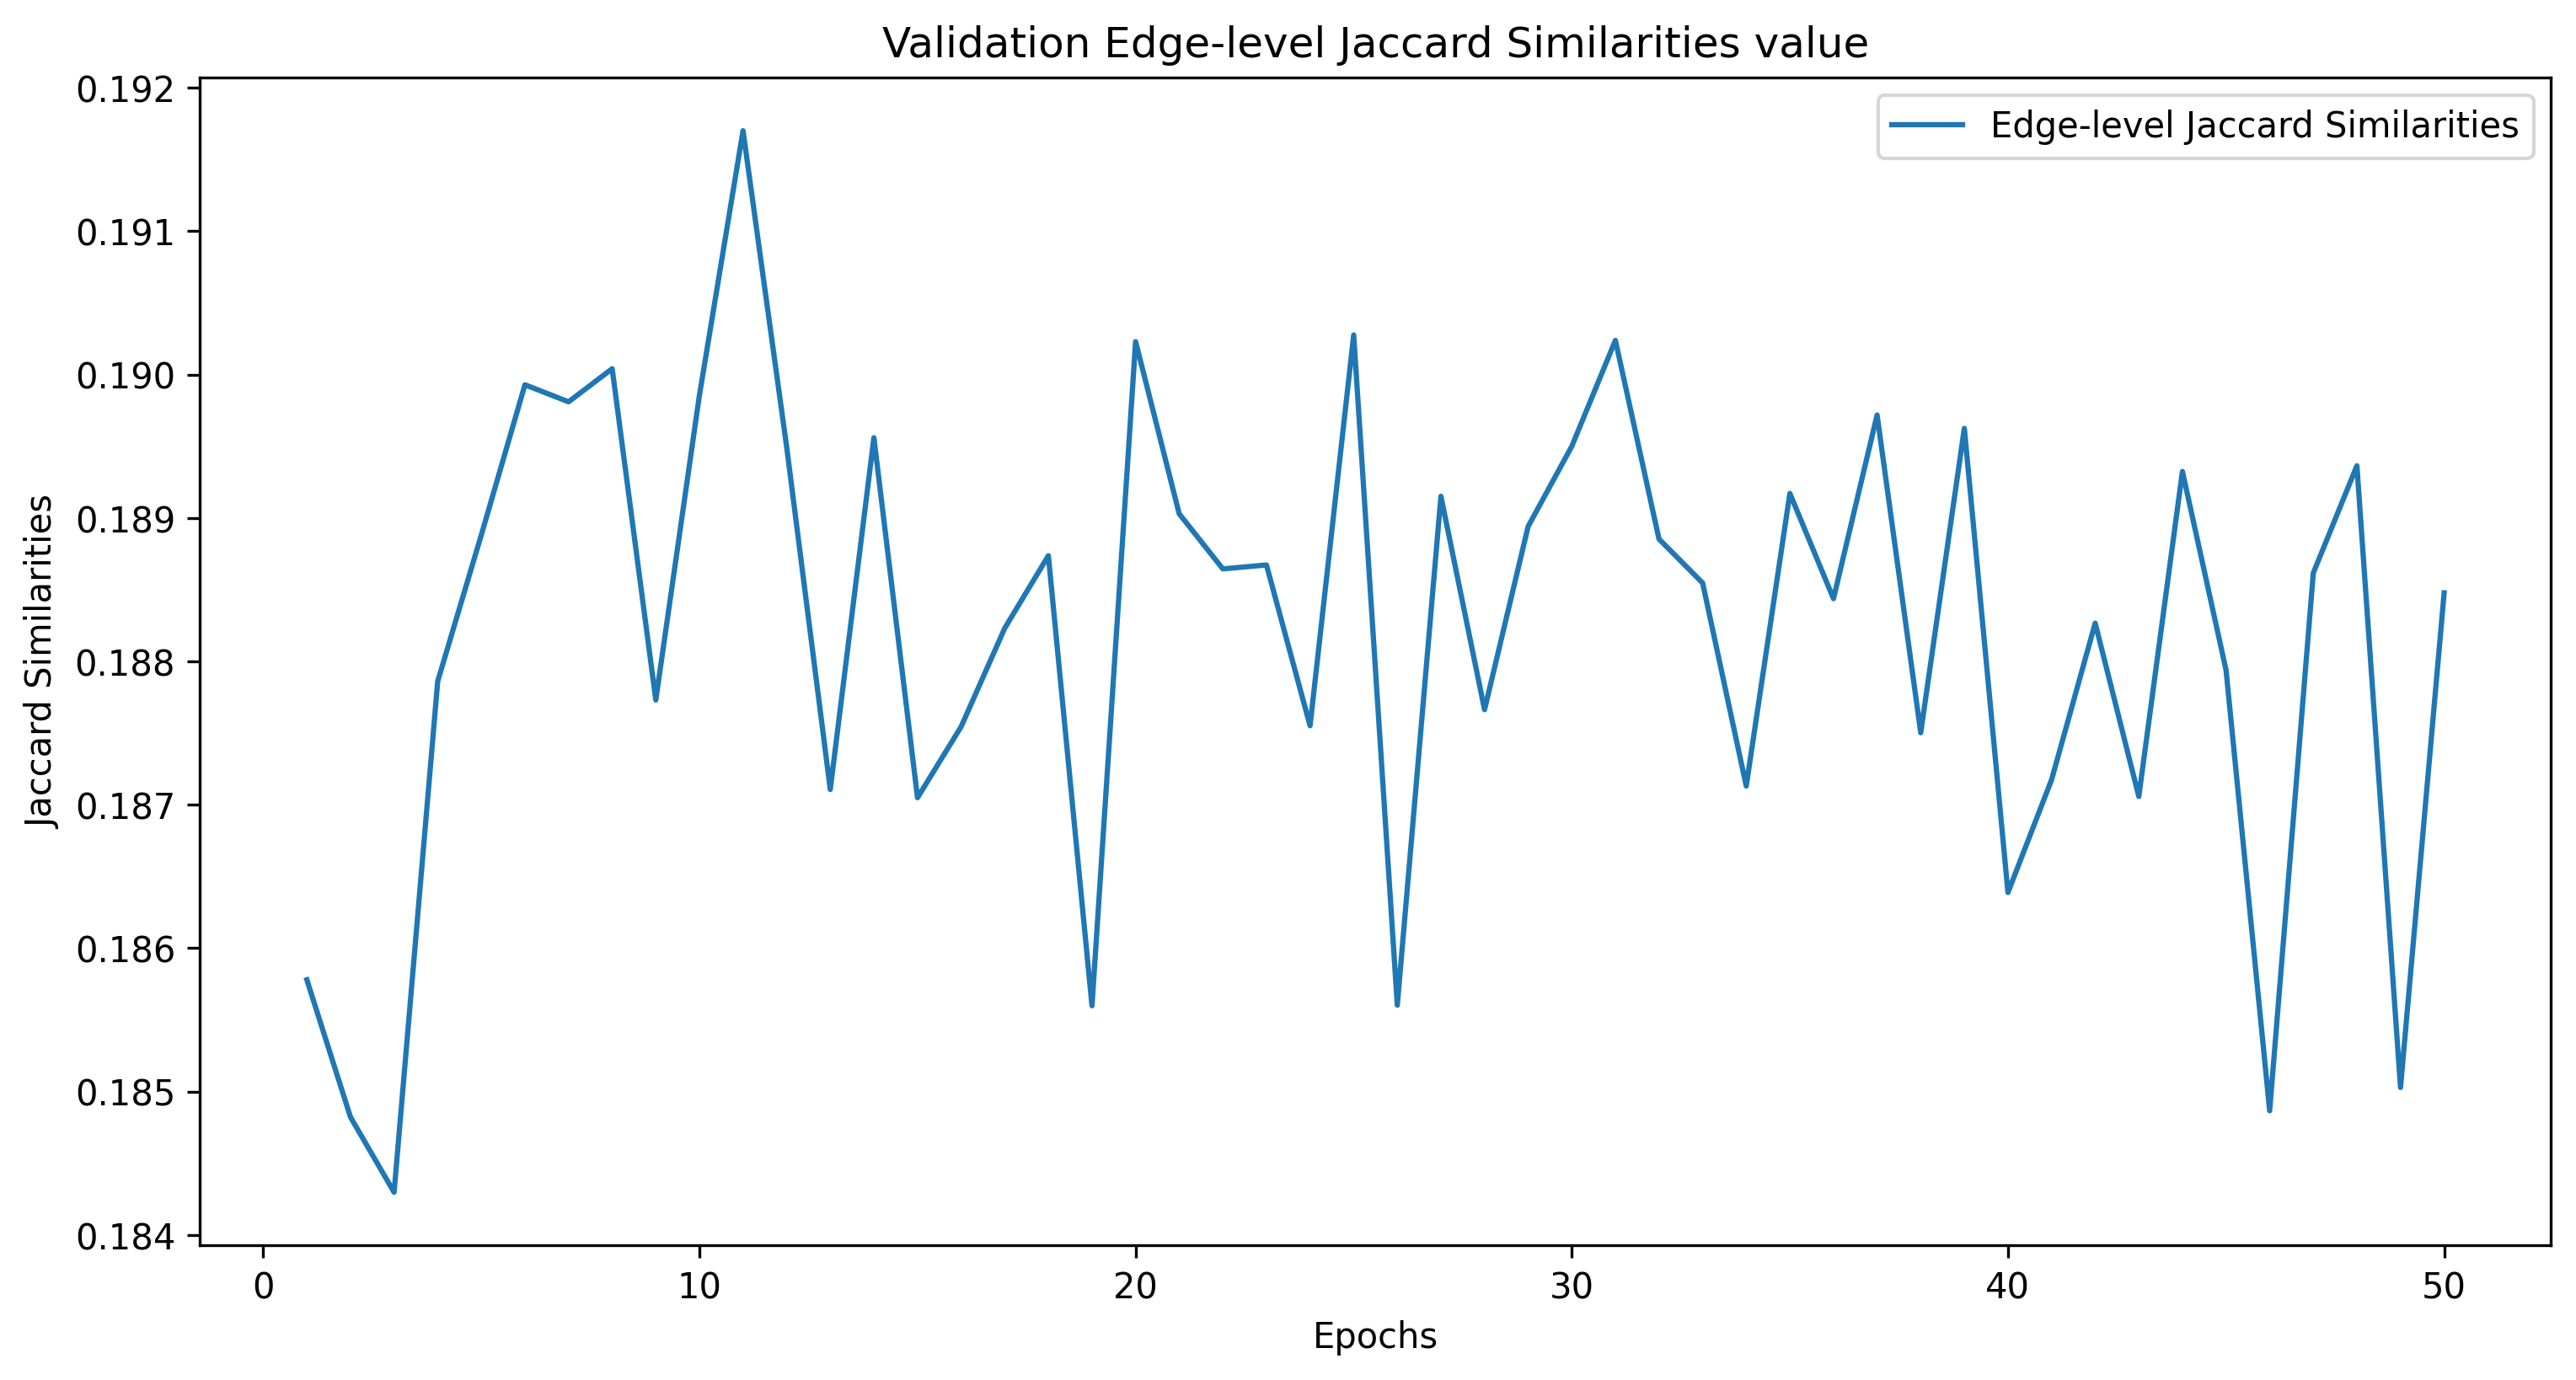 Validation Edge-level Jaccard Similarities value
Edge-level Jaccard Similarities
Jaccard Similarities
0.192
0.191
0.190
0.189
0.188
0.187
0.186
0.185
0.184
0 10 20 30 40 50
Epochs